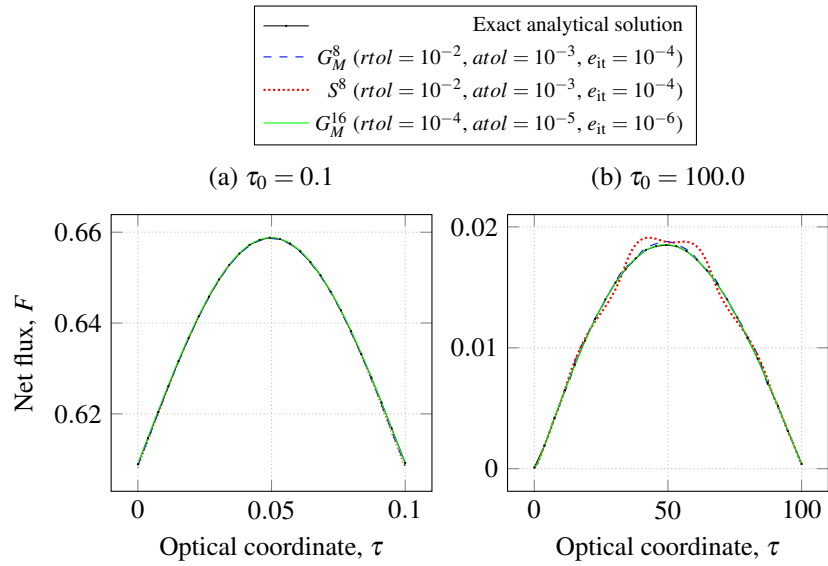 Exact analytical solution
G_M^8 (rtol = 10^−2, atol = 10^−3, e_it = 10^−4)
S^8 (rtol = 10^−2, atol = 10^−3, e_it = 10^−4)
G_M^16 (rtol = 10^−4, atol = 10^−5, e_it = 10^−6)
(a) τ_0 = 0.1
(b) τ_0 = 100.0
Net flux, F
0.66
0.64
0.62
0 0.05 0.1
Optical coordinate, τ
0.02
0.01
0
0 50 100
Optical coordinate, τ